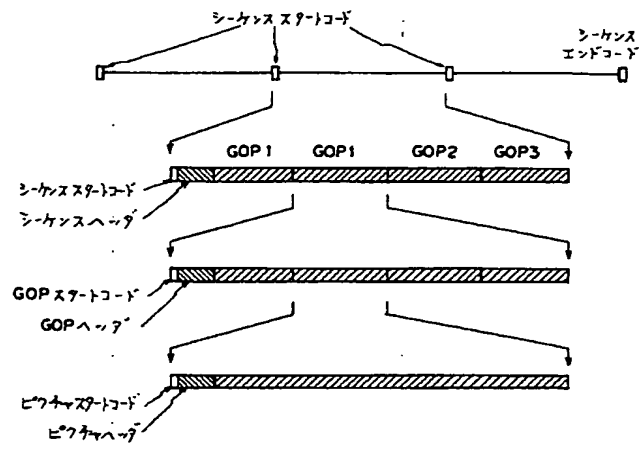 シーケンススタートコード
シーケンス
エンドコード
GOP1 GOP1 GOP2 GOP3
シーケンススタートコード
シーケンスヘッダ
GOPスタートコード
GOPヘッダ
ピクチャスタートコード
ピクチャヘッダ